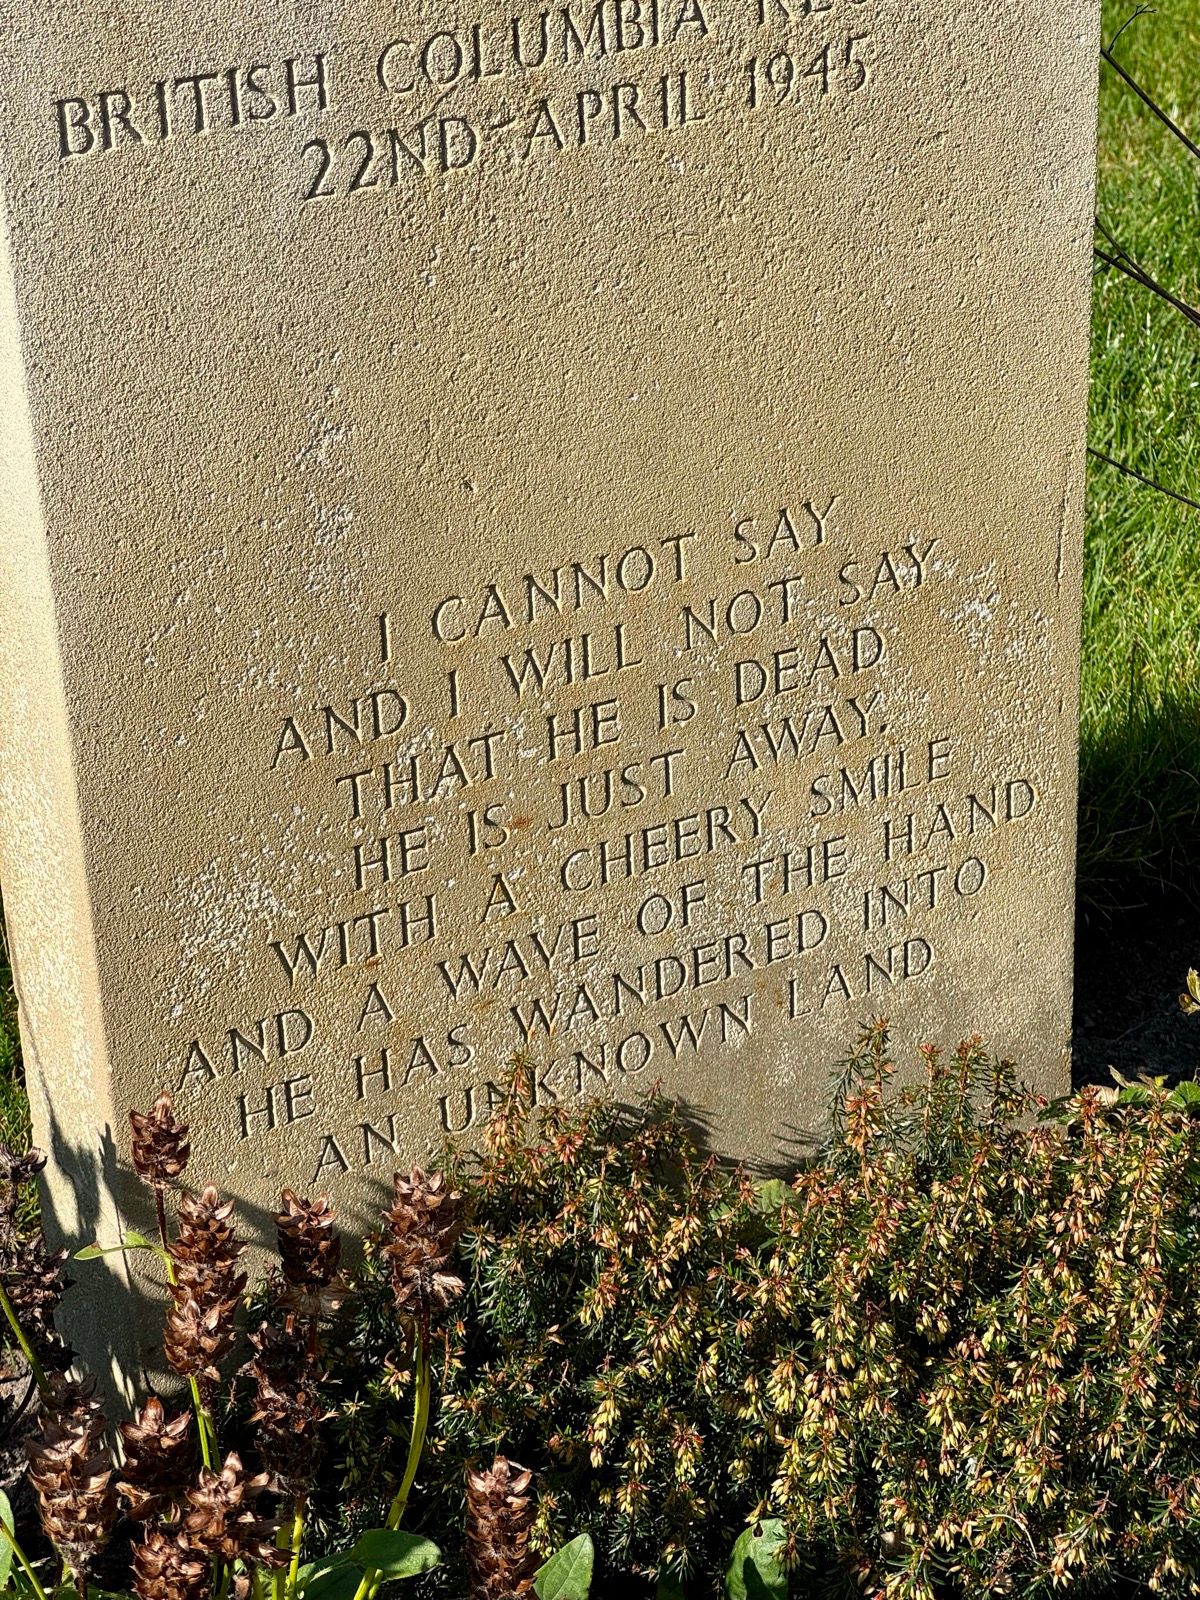 BRITISH COLUMBIA
22ND APRIL 1945
I CANNOT SAY
AND I WILL NOT SAY
THAT HE IS DEAD
HE IS JUST AWAY.
WITH A CHEERY SMILE
AND A WAVE OF THE HAND
HE HAS WANDERED INTO
AN UNKNOWN LAND